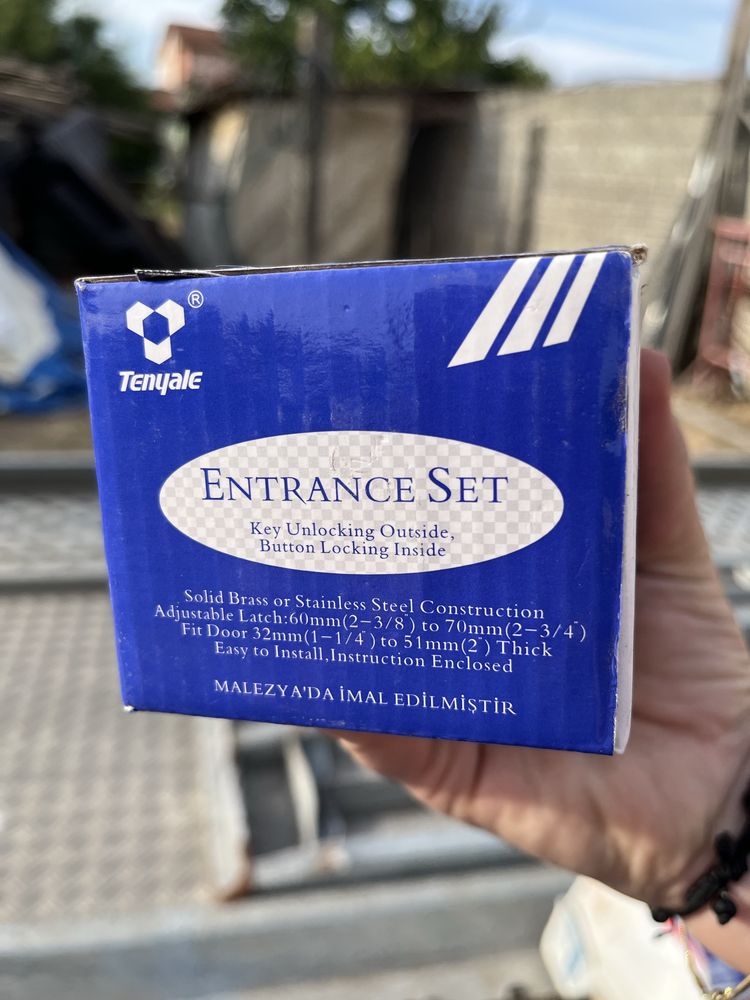 ®
Tenyale
ENTRANCE SET
Key Unlocking Outside,
Button Locking Inside
Solid Brass or Stainless Steel Construction
Adjustable Latch:60mm(2-3/8") to 70mm(2-3/4")
Fit Door 32mm(1-1/4") to 51mm(2") Thick
Easy to Install,Instruction Enclosed
MALEZYA'DA İMAL EDİLMİŞTİR